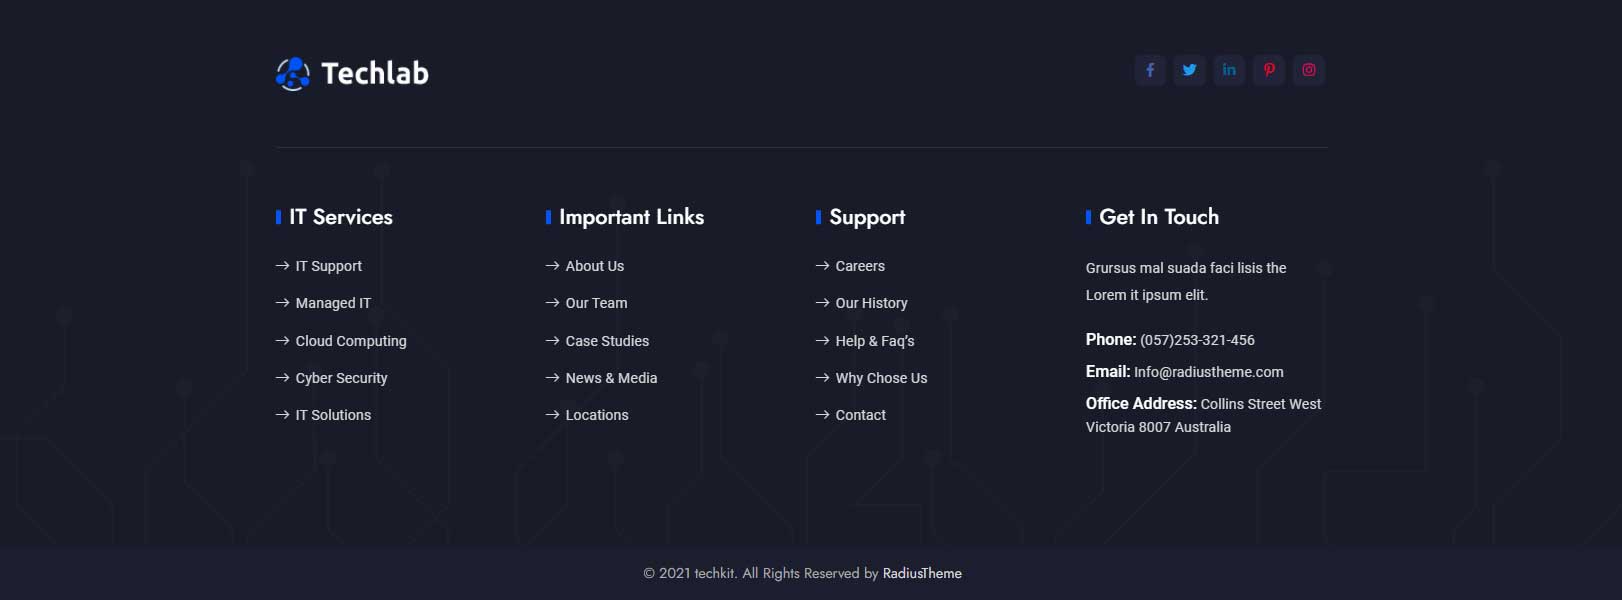 Techlab
IT Services
IT Support
Managed IT
Cloud Computing
Cyber Security
IT Solutions
Important Links
About Us
Our Team
Case Studies
News & Media
Locations
Support
Careers
Our History
Help & Faq’s
Why Chose Us
Contact
Get In Touch
Grursus mal suada faci lisis the
Lorem it ipsum elit.
Phone: (057)253-321-456
Email: Info@radiustheme.com
Office Address: Collins Street West
Victoria 8007 Australia
© 2021 techkit. All Rights Reserved by RadiusTheme